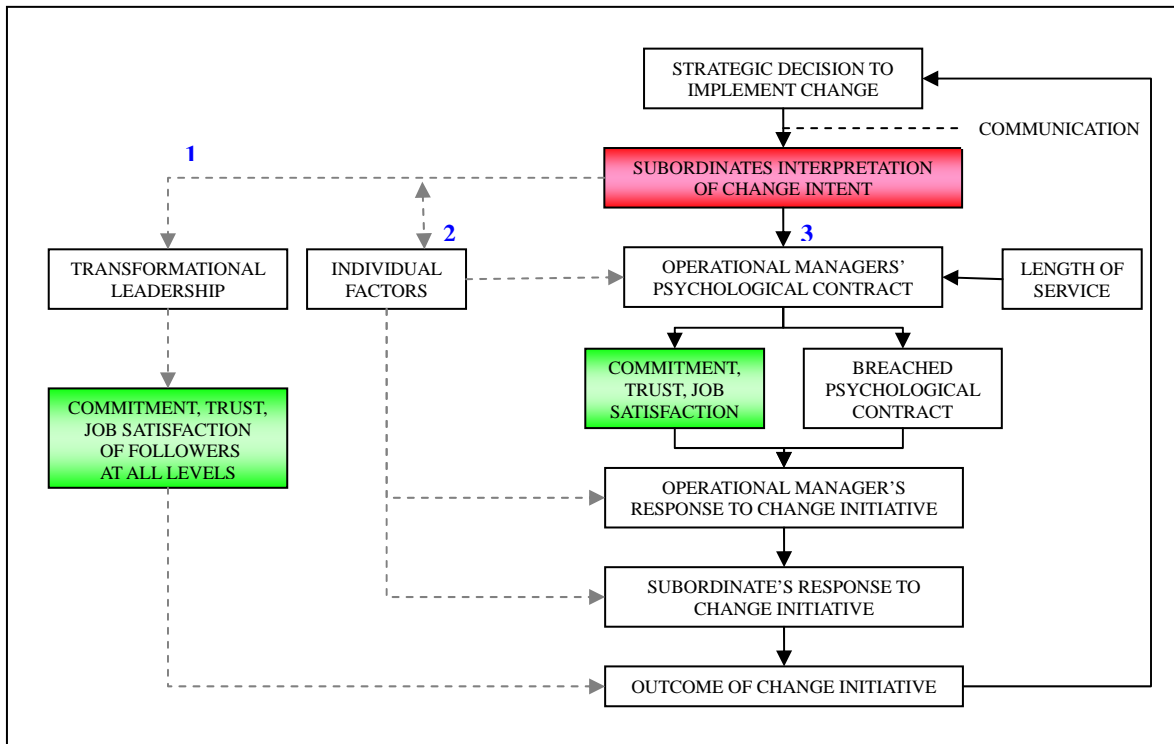 STRATEGIC DECISION TO
IMPLEMENT CHANGE
COMMUNICATION
1
SUBORDINATES INTERPRETATION
OF CHANGE INTENT
2
3
TRANSFORMATIONAL
LEADERSHIP
INDIVIDUAL
FACTORS
OPERATIONAL MANAGERS’
PSYCHOLOGICAL CONTRACT
LENGTH OF
SERVICE
COMMITMENT, TRUST,
JOB SATISFACTION
OF FOLLOWERS
AT ALL LEVELS
COMMITMENT,
TRUST, JOB
SATISFACTION
BREACHED
PSYCHOLOGICAL
CONTRACT
OPERATIONAL MANAGER’S
RESPONSE TO CHANGE INITIATIVE
SUBORDINATE’S RESPONSE TO
CHANGE INITIATIVE
OUTCOME OF CHANGE INITIATIVE